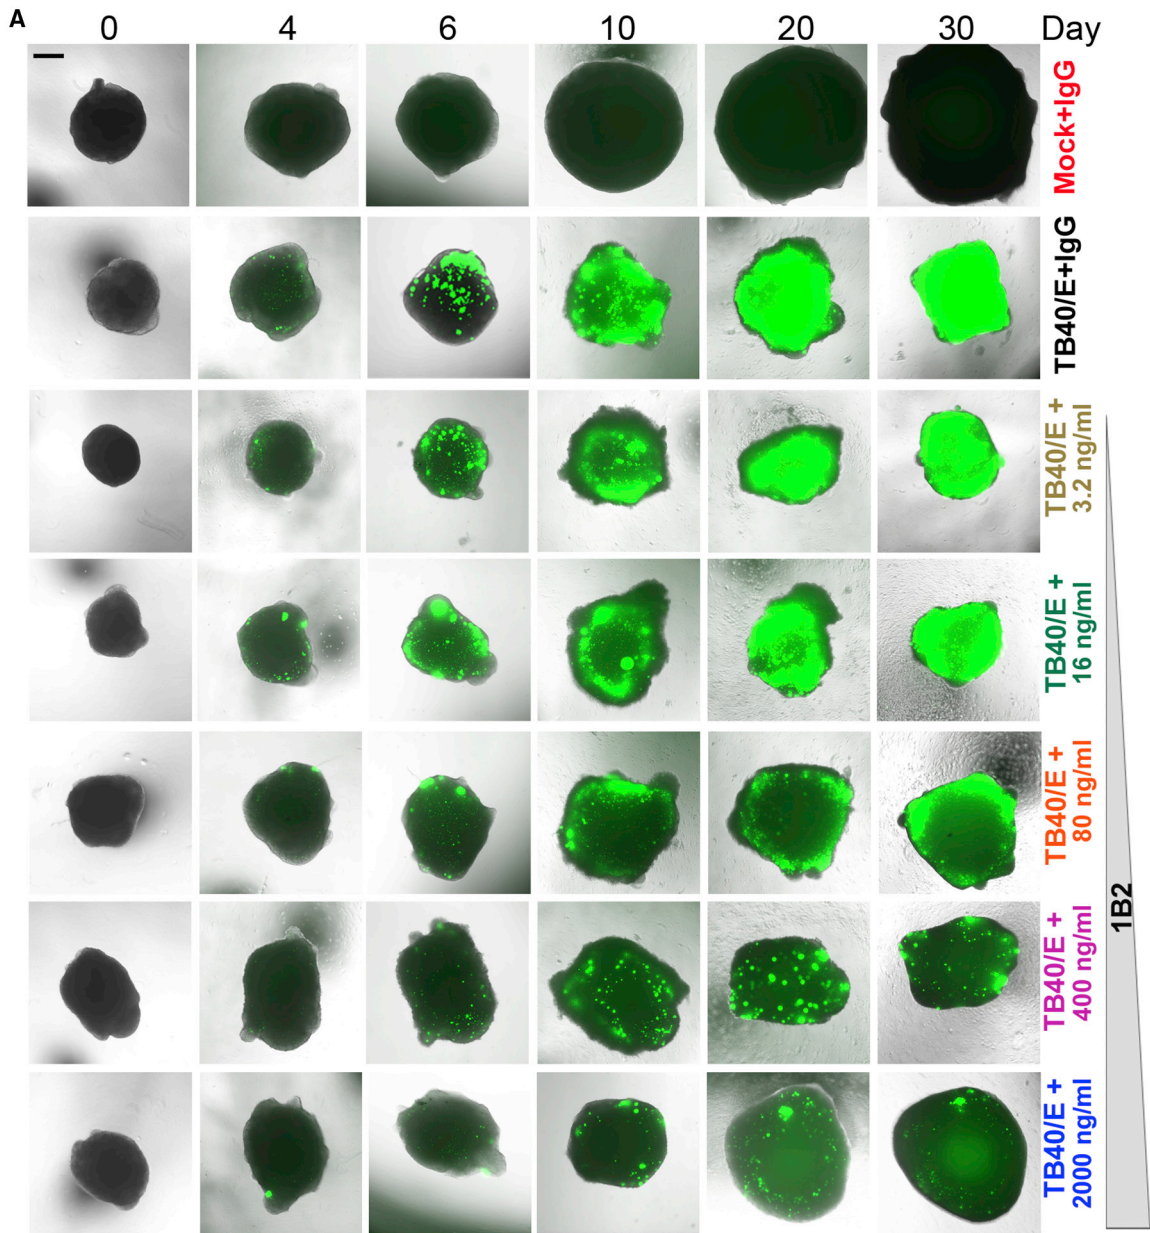 A
0 4 6 10 20 30 Day
Mock+IgG
TB40/E+IgG
TB40/E +
3.2 ng/ml
TB40/E +
16 ng/ml
TB40/E +
80 ng/ml
TB40/E +
400 ng/ml
TB40/E +
2000 ng/ml
1B2